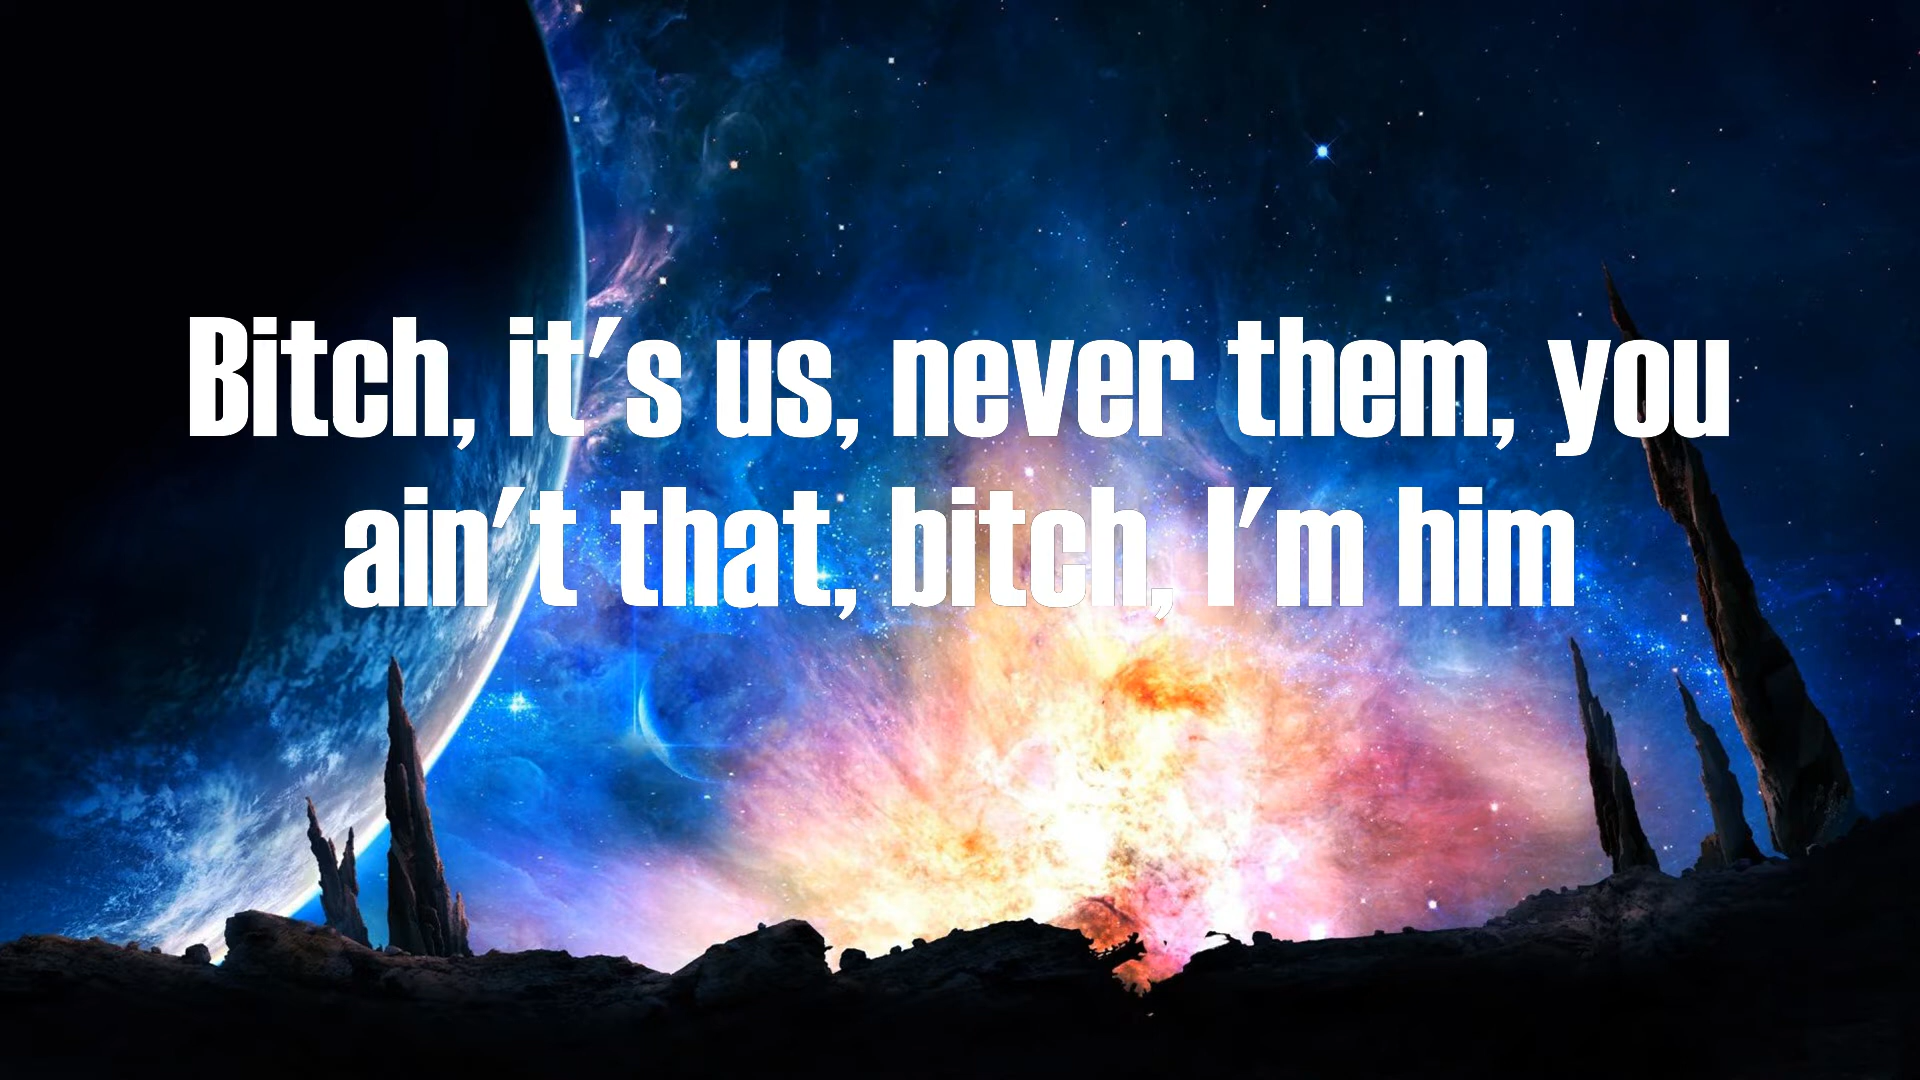 Bitch, it's us, never them, you
ain't that, bitch, I'm him